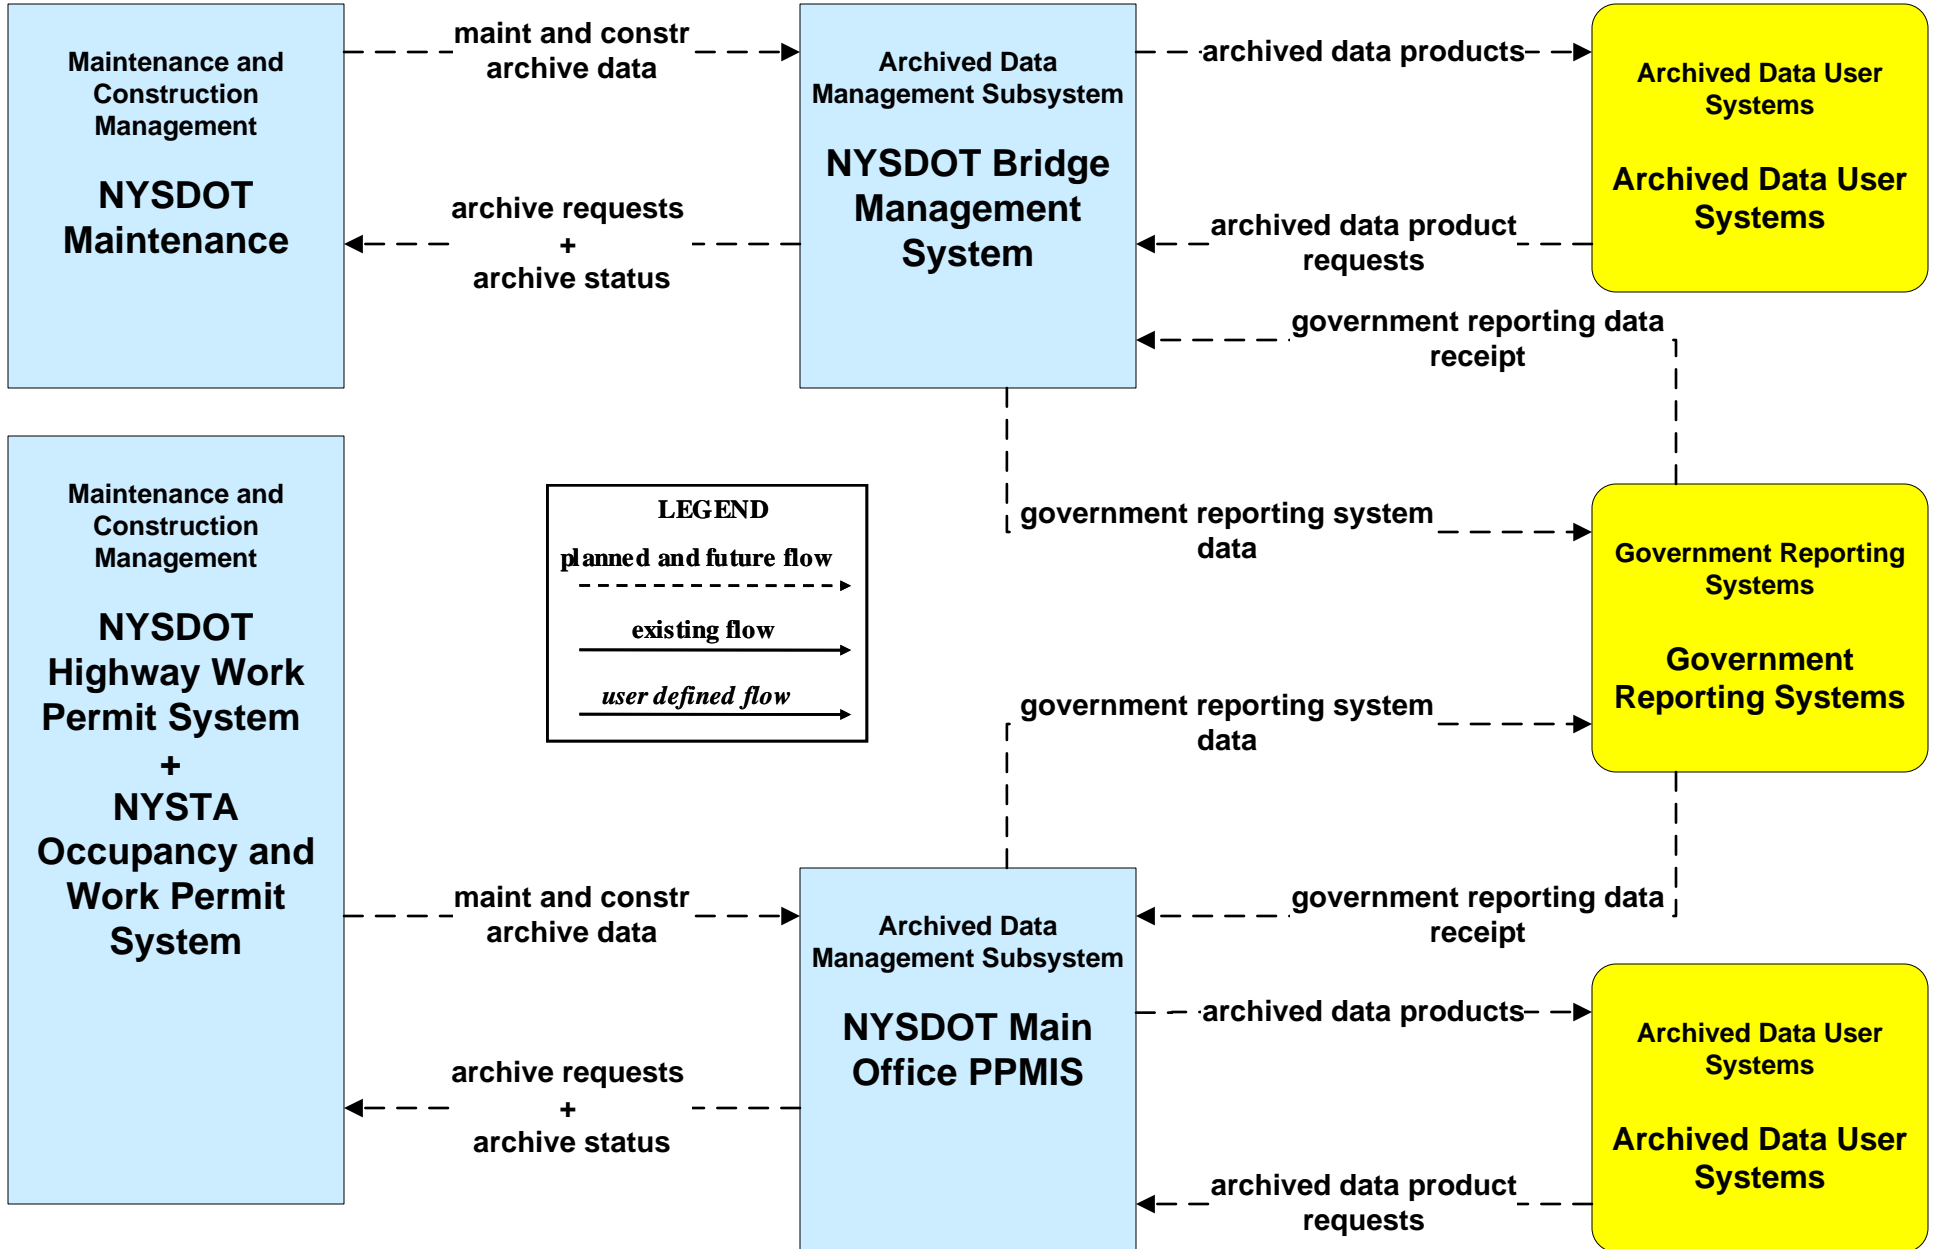 Maintenance and
Construction
Management
NYSDOT
Maintenance
maint and constr
archive data
archive requests
+
archive status
Archived Data
Management Subsystem
NYSDOT Bridge
Management
System
archived data products
archived data product
requests
Archived Data User
Systems
Archived Data User
Systems
government reporting data
receipt
government reporting system
data
Maintenance and
Construction
Management
NYSDOT
Highway Work
Permit System
+
NYSTA
Occupancy and
Work Permit
System
LEGEND
planned and future flow
existing flow
user defined flow
Government Reporting
Systems
Government
Reporting Systems
government reporting system
data
maint and constr
archive data
archive requests
+
archive status
Archived Data
Management Subsystem
NYSDOT Main
Office PPMIS
government reporting data
receipt
archived data products
archived data product
requests
Archived Data User
Systems
Archived Data User
Systems